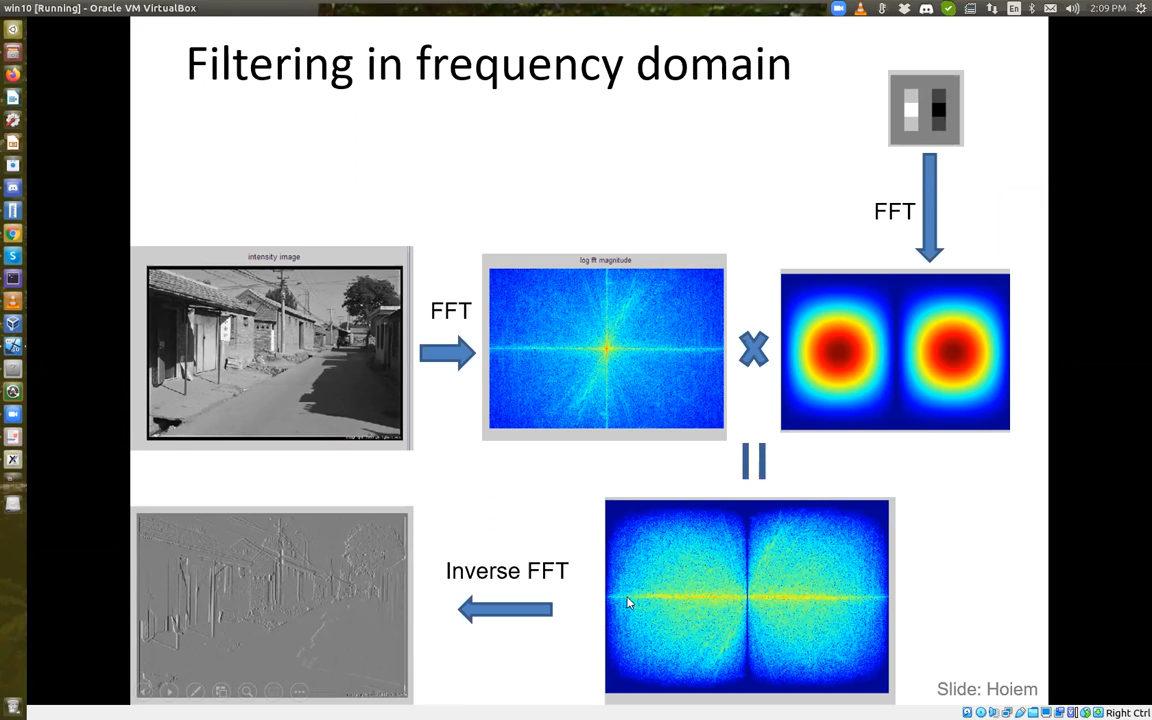 win10 [Running] - Oracle VM VirtualBox
En
2:09 PM
Filtering in frequency domain
FFT
intensity image
log fft magnitude
FFT
Inverse FFT
Slide: Hoiem
Right Ctrl